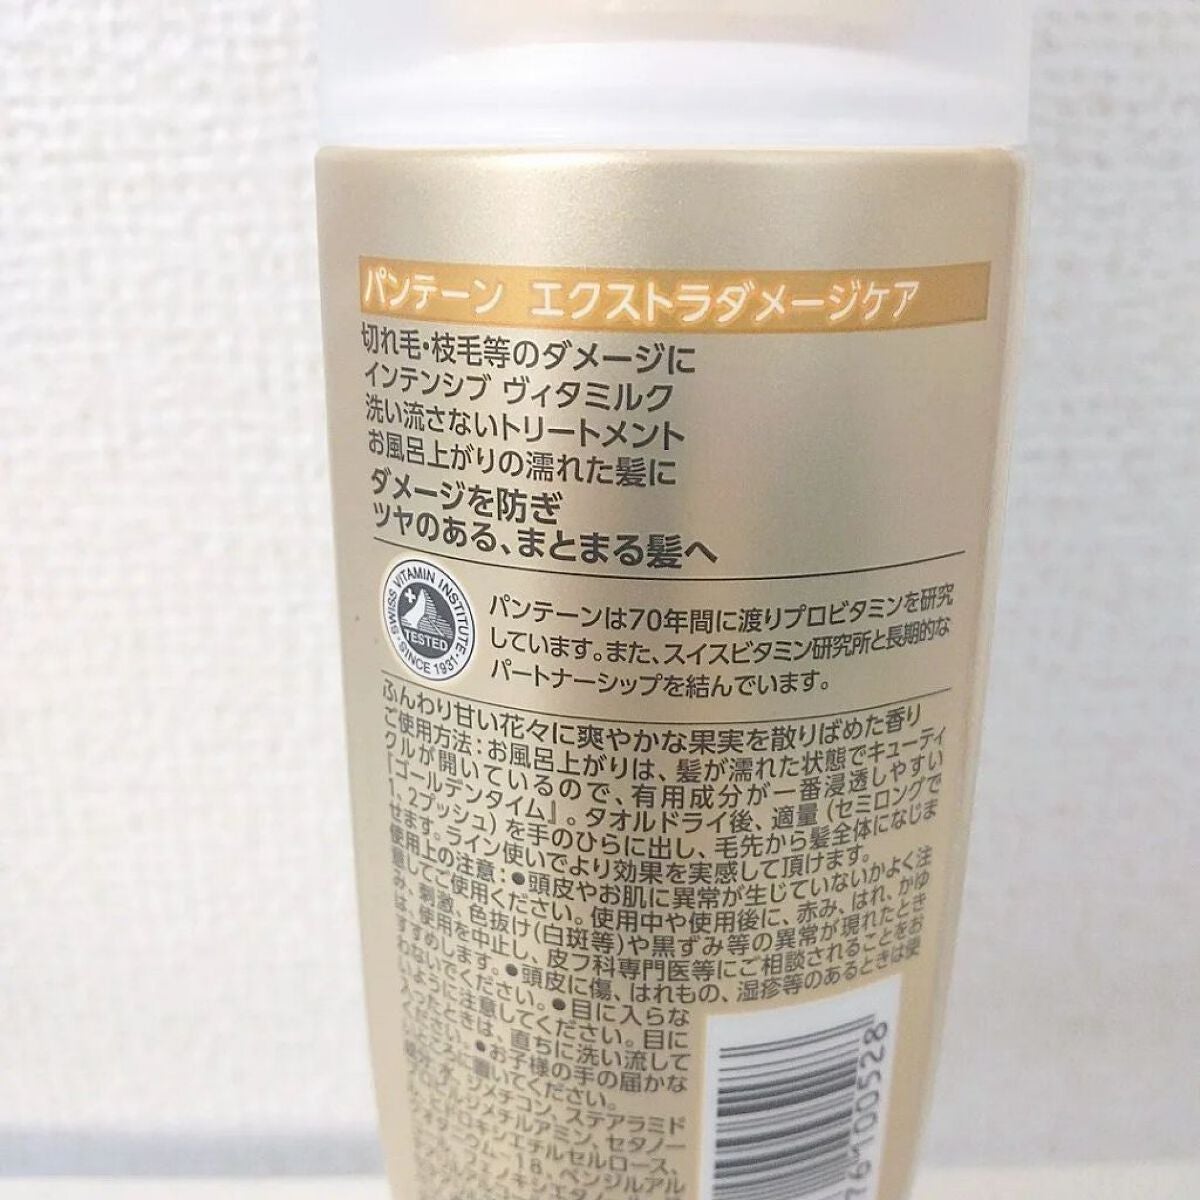 パンテーン エクストラダメージケア
切れ毛・枝毛等のダメージに
インテンシブ ヴィタミルク
洗い流さないトリートメント
お風呂上がりの濡れた髪に
ダメージを防ぎ
ツヤのある、まとまる髪へ
SWISS VITAMIN INSTITUTE
TESTED
SINCE 1931
パンテーンは70年間に渡りプロビタミンを研究
しています。また、スイスビタミン研究所と長期的な
パートナーシップを結んでいます。
ふんわり甘い花々に爽やかな果実を散りばめた香り
ご使用方法：お風呂上がりは、髪が濡れた状態でキューティ
クルが開いているので、有用成分が一番浸透しやすい
『ゴールデンタイム』。タオルドライ後、適量（セミロングで
1、2プッシュ）を手のひらに出し、毛先から髪全体になじま
せます。ライン使いでより効果を実感して頂けます。
使用上の注意：●頭皮やお肌に異常が生じていないかよく注
意してご使用ください。使用中や使用後に、赤み、はれ、かゆ
み、刺激、色抜け(白斑等)や黒ずみ等の異常が現れたとき
は、使用を中止し、皮フ科専門医等にご相談されることをお
すすめします。●頭皮に傷、はれもの、湿疹等のあるときは使
わないでください。●目に入らな
いように注意してください。目に
入ったときは、直ちに洗い流して
ください。●お子様の手の届かな
いところに置いてください。
成分：水、ジメチコン、ステアラミド
プロピルジメチルアミン、セタノー
ヒドロキシエチルセルロース、
クオタニウム-18、ベンジルアル
フェノキシエタノール
76100528